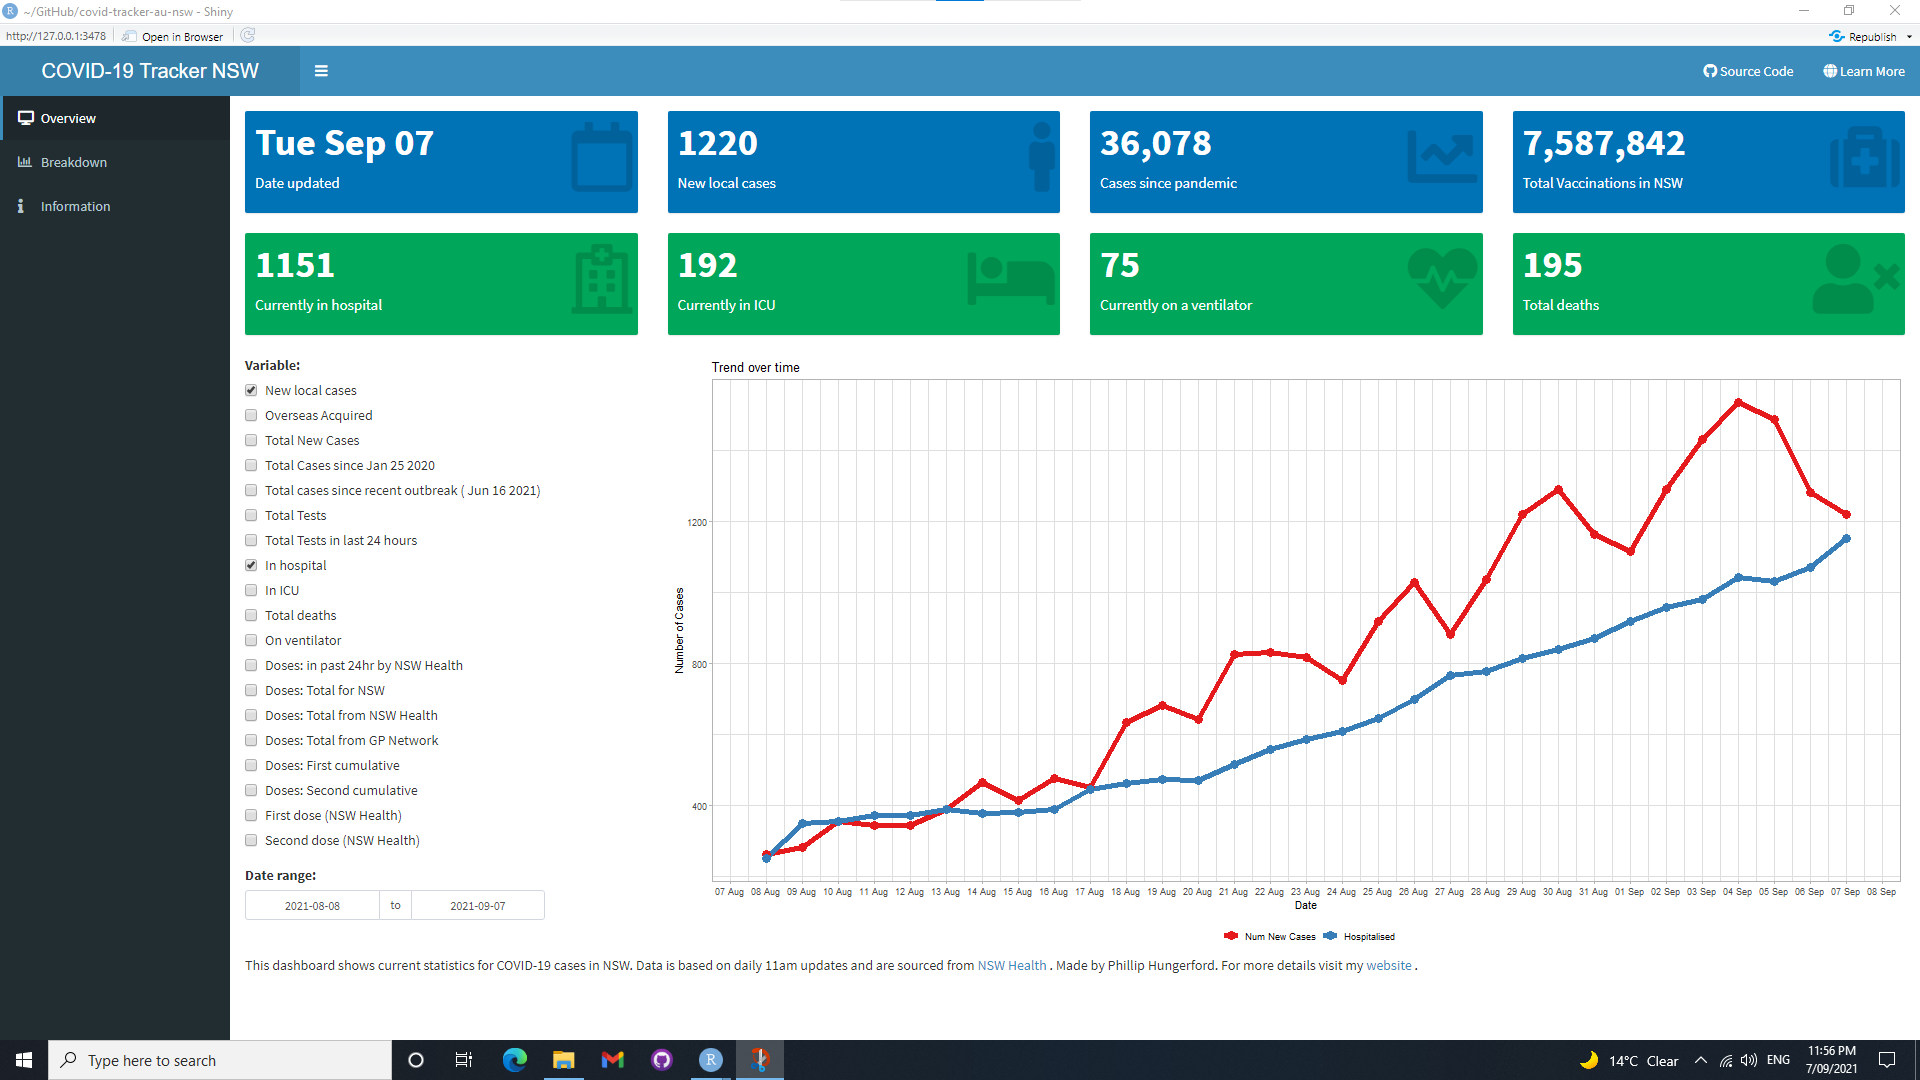 ~/GitHub/covid-tracker-au-nsw - Shiny
http://127.0.0.1:3478 Open in Browser Republish
COVID-19 Tracker NSW Source Code Learn More
Overview
Breakdown
Information
Tue Sep 07
Date updated
1220
New local cases
36,078
Cases since pandemic
7,587,842
Total Vaccinations in NSW
1151
Currently in hospital
192
Currently in ICU
75
Currently on a ventilator
195
Total deaths
Variable:
New local cases
Overseas Acquired
Total New Cases
Total Cases since Jan 25 2020
Total cases since recent outbreak ( Jun 16 2021)
Total Tests
Total Tests in last 24 hours
In hospital
In ICU
Total deaths
On ventilator
Doses: in past 24hr by NSW Health
Doses: Total for NSW
Doses: Total from NSW Health
Doses: Total from GP Network
Doses: First cumulative
Doses: Second cumulative
First dose (NSW Health)
Second dose (NSW Health)
Date range:
2021-08-08 to 2021-09-07
Trend over time
Number of Cases
1200
800
400
07 Aug 08 Aug 09 Aug 10 Aug 11 Aug 12 Aug 13 Aug 14 Aug 15 Aug 16 Aug 17 Aug 18 Aug 19 Aug 20 Aug 21 Aug 22 Aug 23 Aug 24 Aug 25 Aug 26 Aug 27 Aug 28 Aug 29 Aug 30 Aug 31 Aug 01 Sep 02 Sep 03 Sep 04 Sep 05 Sep 06 Sep 07 Sep 08 Sep
Date
Num New Cases Hospitalised
This dashboard shows current statistics for COVID-19 cases in NSW. Data is based on daily 11am updates and are sourced from NSW Health . Made by Phillip Hungerford. For more details visit my website .
Type here to search
14°C Clear
ENG
11:56 PM
7/09/2021